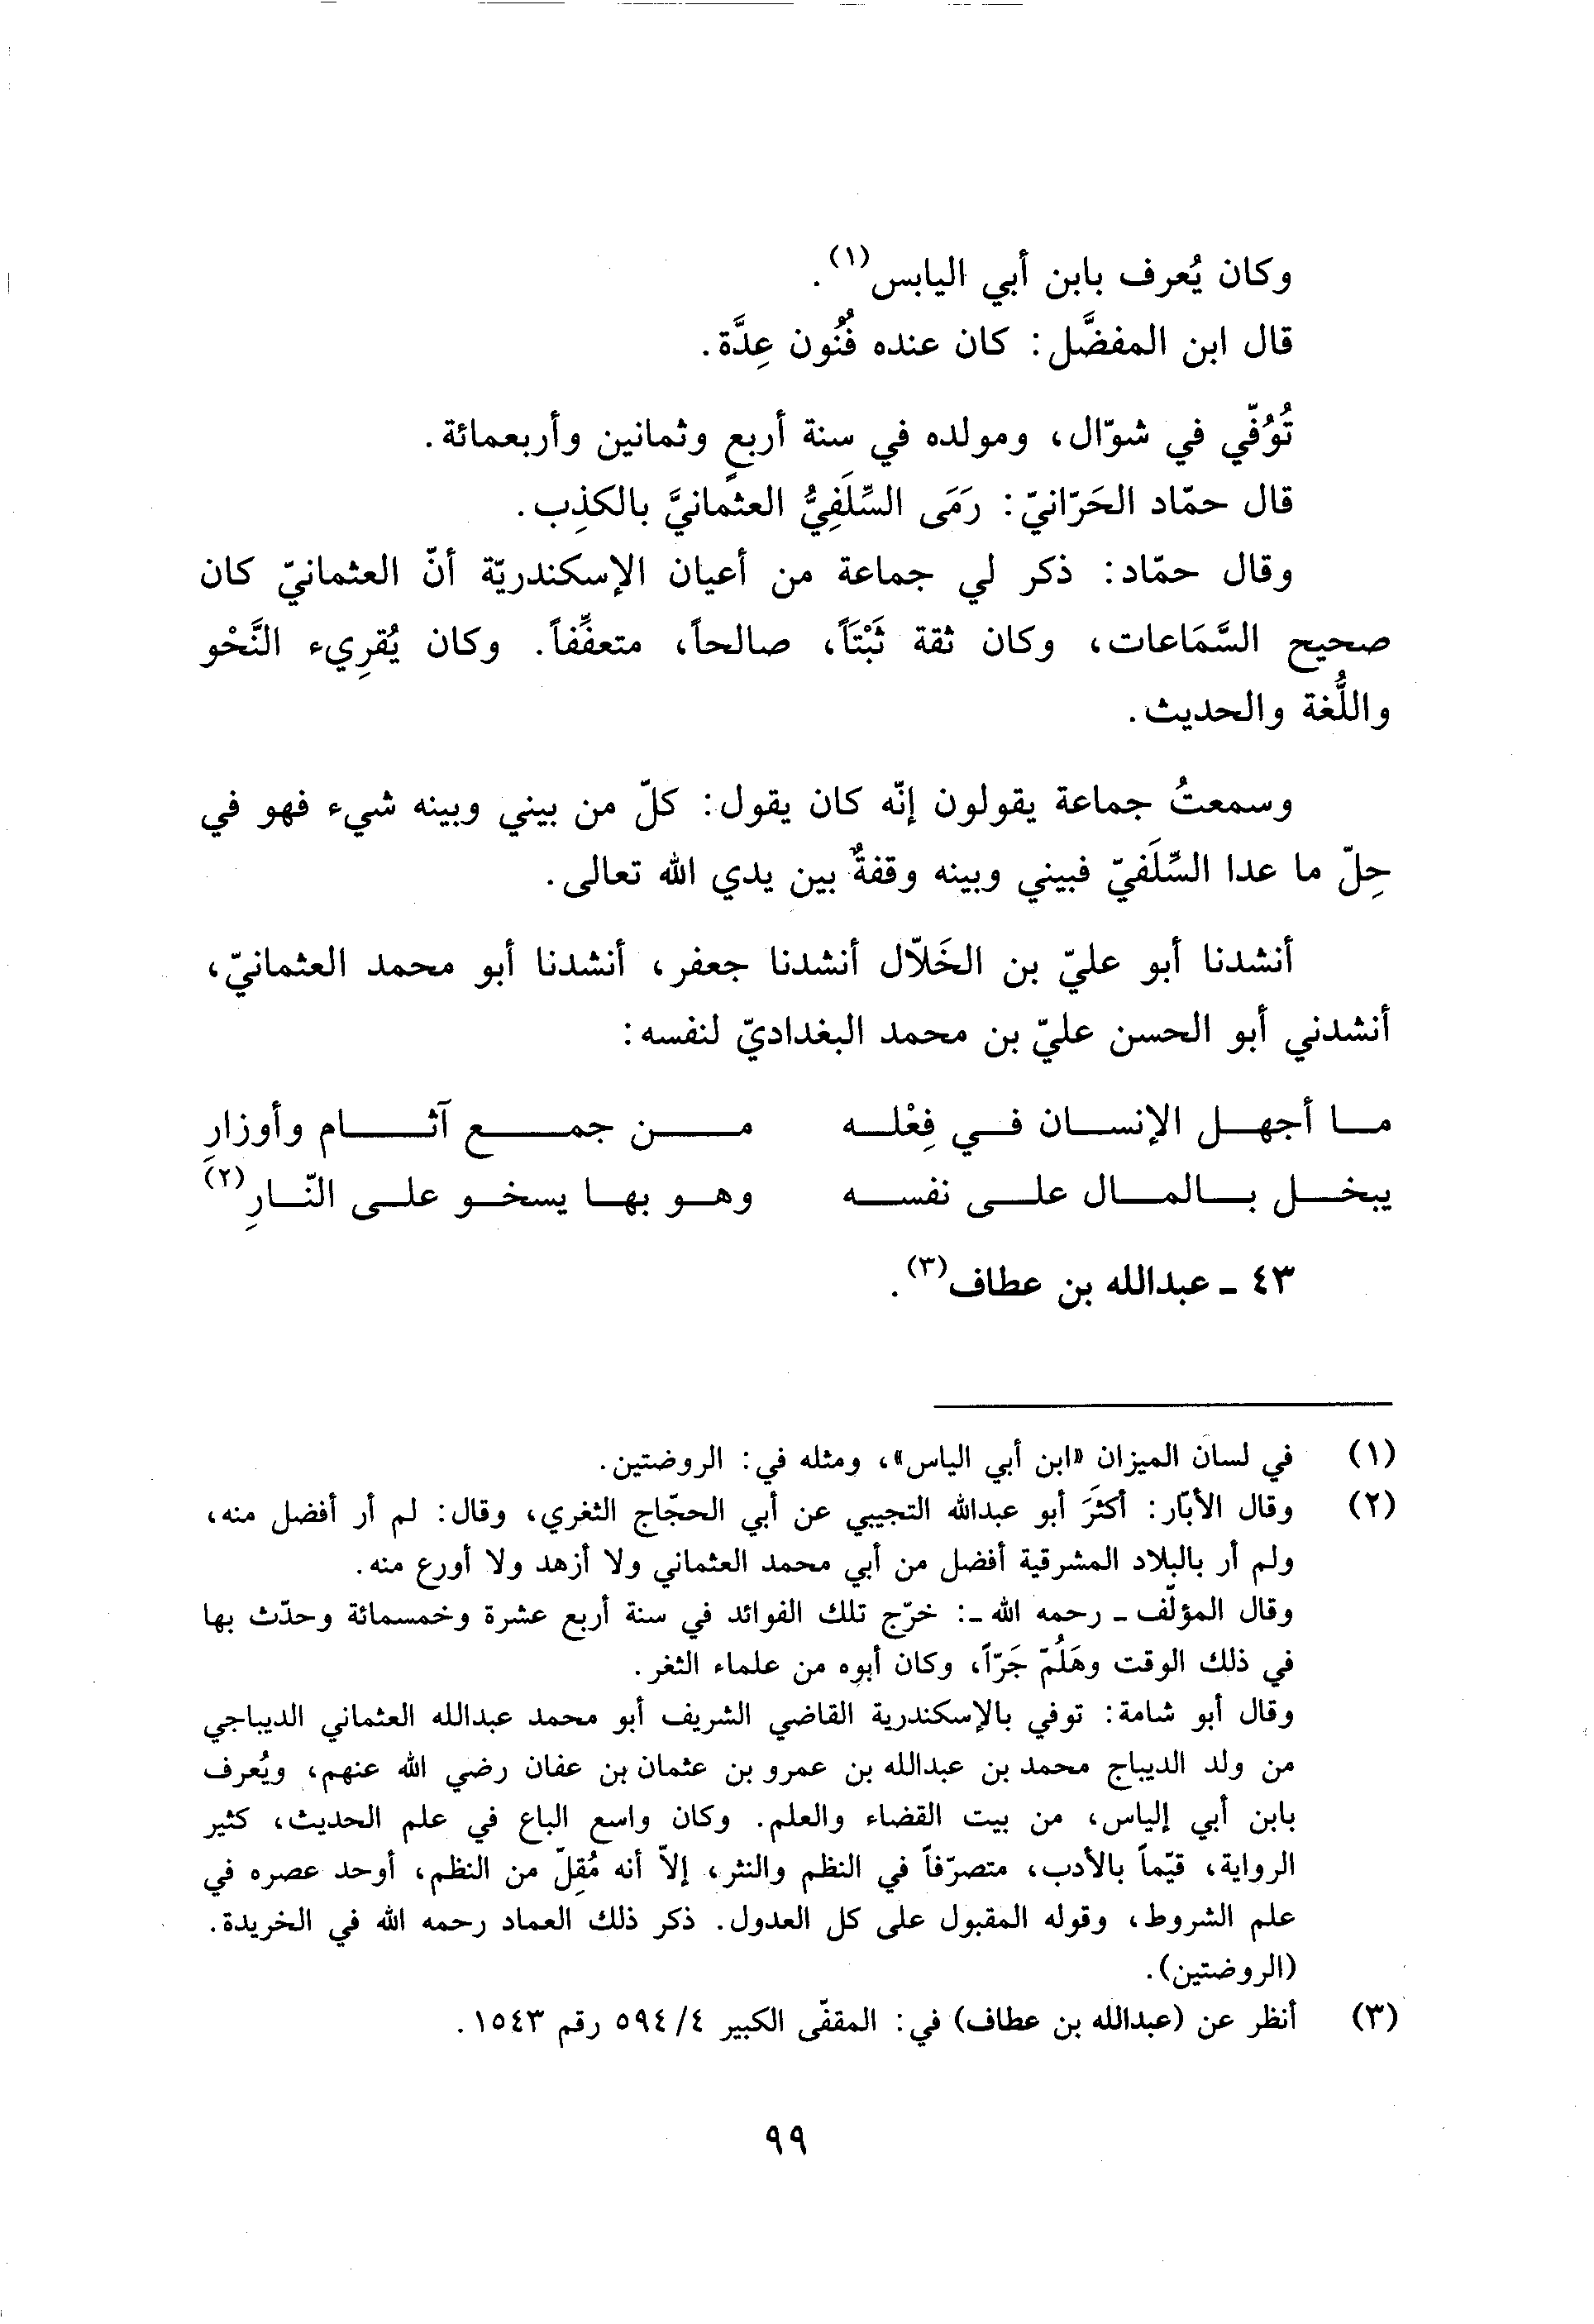 وكان يُعرف بابن أبي اليابس(١).
قال ابن المفضَّل: كان عنده فُنُون عِدَّة.
تُوُفّي في شوّال، ومولده في سنة أربعٍ وثمانين وأربعمائة.
قال حمّاد الحَرّانيّ: رَمَى السِّلَفِيُّ العثمانيَّ بالكذِب.
وقال حمّاد: ذكر لي جماعة من أعيان الإسكندريّة أنّ العثمانيّ كان
صحيح السَّمَاعات، وكان ثقة ثَبْتَاً، صالحاً، متعفِّفاً. وكان يُقرِيء النَّحْو
واللُّغة والحديث.
وسمعتُ جماعة يقولون إنّه كان يقول: كلّ من بيني وبينه شيء فهو في
حِلّ ما عدا السِّلَفيّ فبيني وبينه وقفةٌ بين يدي الله تعالى.
أنشدنا أبو عليّ بن الخَلّال أنشدنا جعفر، أنشدنا أبو محمد العثمانيّ،
أنشدني أبو الحسن عليّ بن محمد البغداديّ لنفسه:
مـا أجهـل الإنسـان فـي فِعْلـه مـن جمـع آثـام وأوزارِ
يبخـل بـالمـال علـى نفسـه وهـو بهـا يسخـو علـى النّـارِ(٢)
٤٣ ـ عبدالله بن عطاف(٣).
(١) في لسان الميزان «ابن أبي الياس»، ومثله في: الروضتين.
(٢) وقال الأبّار: أكثَرَ أبو عبدالله التجيبي عن أبي الحجّاج الثغري، وقال: لم أر أفضل منه،
ولم أر بالبلاد المشرقية أفضل من أبي محمد العثماني ولا أزهد ولا أورع منه.
وقال المؤلّف ـ رحمه الله ـ: خرّج تلك الفوائد في سنة أربع عشرة وخمسمائة وحدّث بها
في ذلك الوقت وهَلُمّ جَرّاً، وكان أبوه من علماء الثغر.
وقال أبو شامة: توفي بالإسكندرية القاضي الشريف أبو محمد عبدالله العثماني الديباجي
من ولد الديباج محمد بن عبدالله بن عمرو بن عثمان بن عفان رضي الله عنهم، ويُعرف
بابن أبي إلياس، من بيت القضاء والعلم. وكان واسع الباع في علم الحديث، كثير
الرواية، قيّماً بالأدب، متصرّفاً في النظم والنثر، إلاّ أنه مُقِلّ من النظم، أوحد عصره في
علم الشروط، وقوله المقبول على كل العدول. ذكر ذلك العماد رحمه الله في الخريدة.
(الروضتين).
(٣) أنظر عن (عبدالله بن عطاف) في: المقفّى الكبير ٤/ ٥٩٤ رقم ١٥٤٣.
٩٩